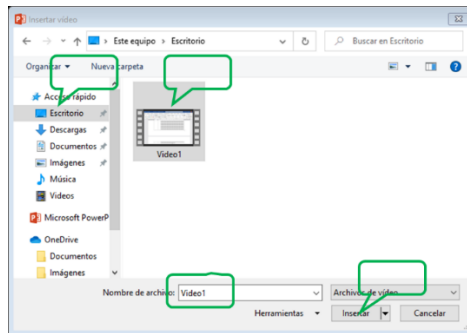 Insertar vídeo
Este equipo > Escritorio
Buscar en Escritorio
Organizar
Nueva carpeta
Acceso rápido
Escritorio
Descargas
Documentos
Imágenes
Música
Videos
Microsoft PowerP
OneDrive
Documentos
Imágenes
Video1
Nombre de archivo: Video1
Archivos de vídeo
Herramientas
Insertar
Cancelar